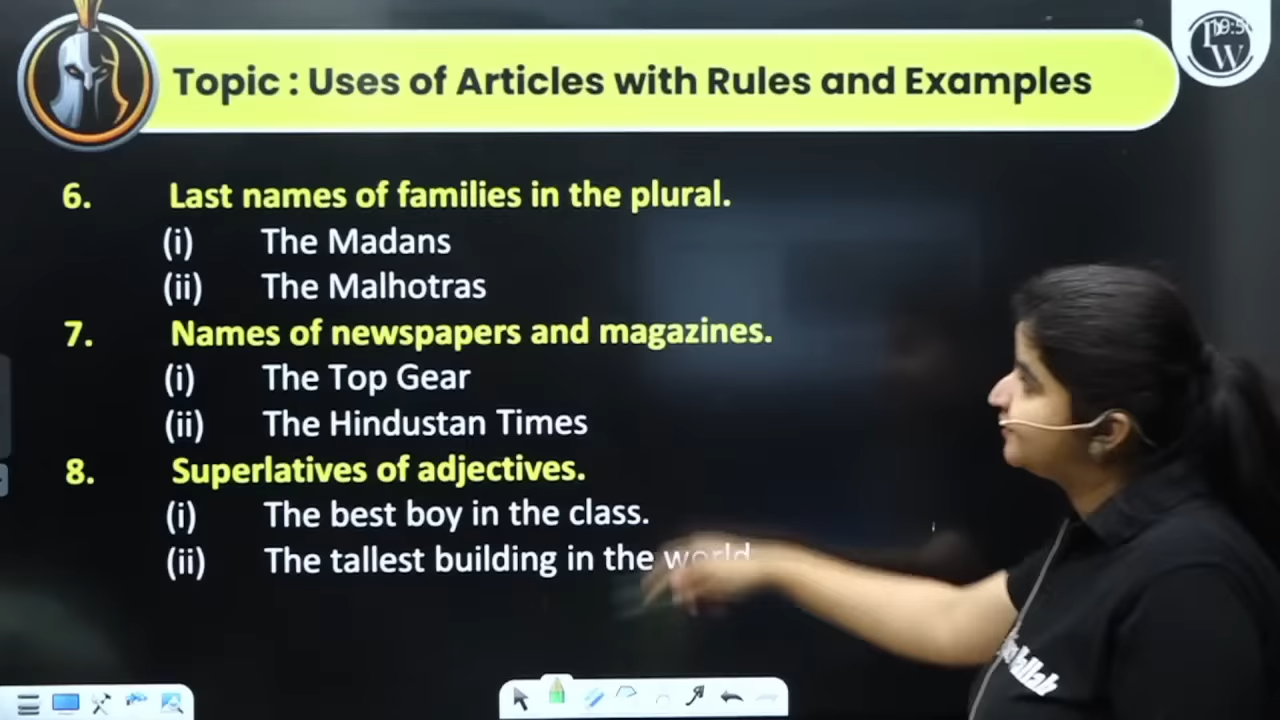 Topic : Uses of Articles with Rules and Examples
6. Last names of families in the plural.
(i) The Madans
(ii) The Malhotras
7. Names of newspapers and magazines.
(i) The Top Gear
(ii) The Hindustan Times
8. Superlatives of adjectives.
(i) The best boy in the class.
(ii) The tallest building in the world